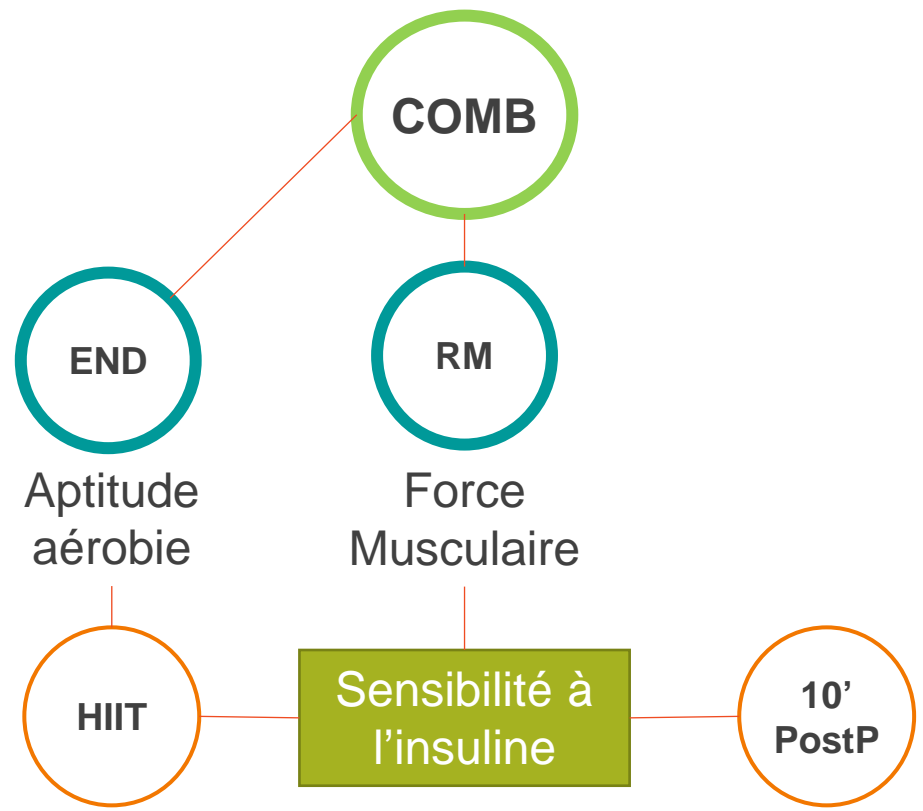 COMB
END
RM
Aptitude
aérobie
Force
Musculaire
HIIT
Sensibilité à
l’insuline
10’
PostP